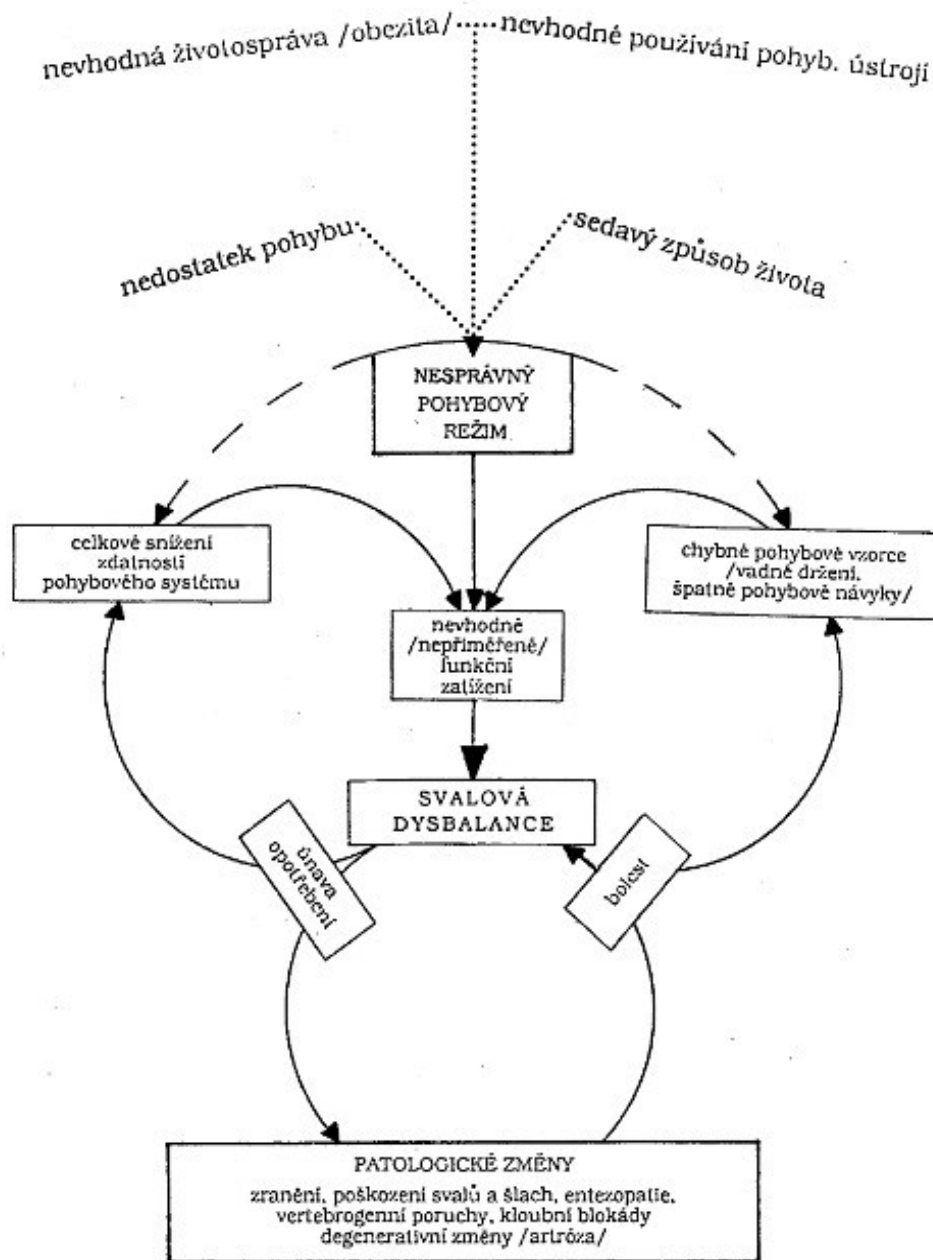 nevhodná životospráva /obezita/ ..... nevhodné používání pohyb. ústrojí
nedostatek pohybu
sedavý způsob života
NESPRÁVNÝ
POHYBOVÝ
REŽIM
celkové snížení
zdatnosti
pohybového systému
chybné pohybové vzorce
/vadné držení,
špatné pohybové návyky/
nevhodné
/nepřiměřené/
funkční
zatížení
SVALOVÁ
DYSBALANCE
únava
opotřebení
bolest
PATOLOGICKÉ ZMĚNY
zranění, poškození svalů a šlach, entezopatie,
vertebrogenní poruchy, kloubní blokády
degenerativní změny /artróza/